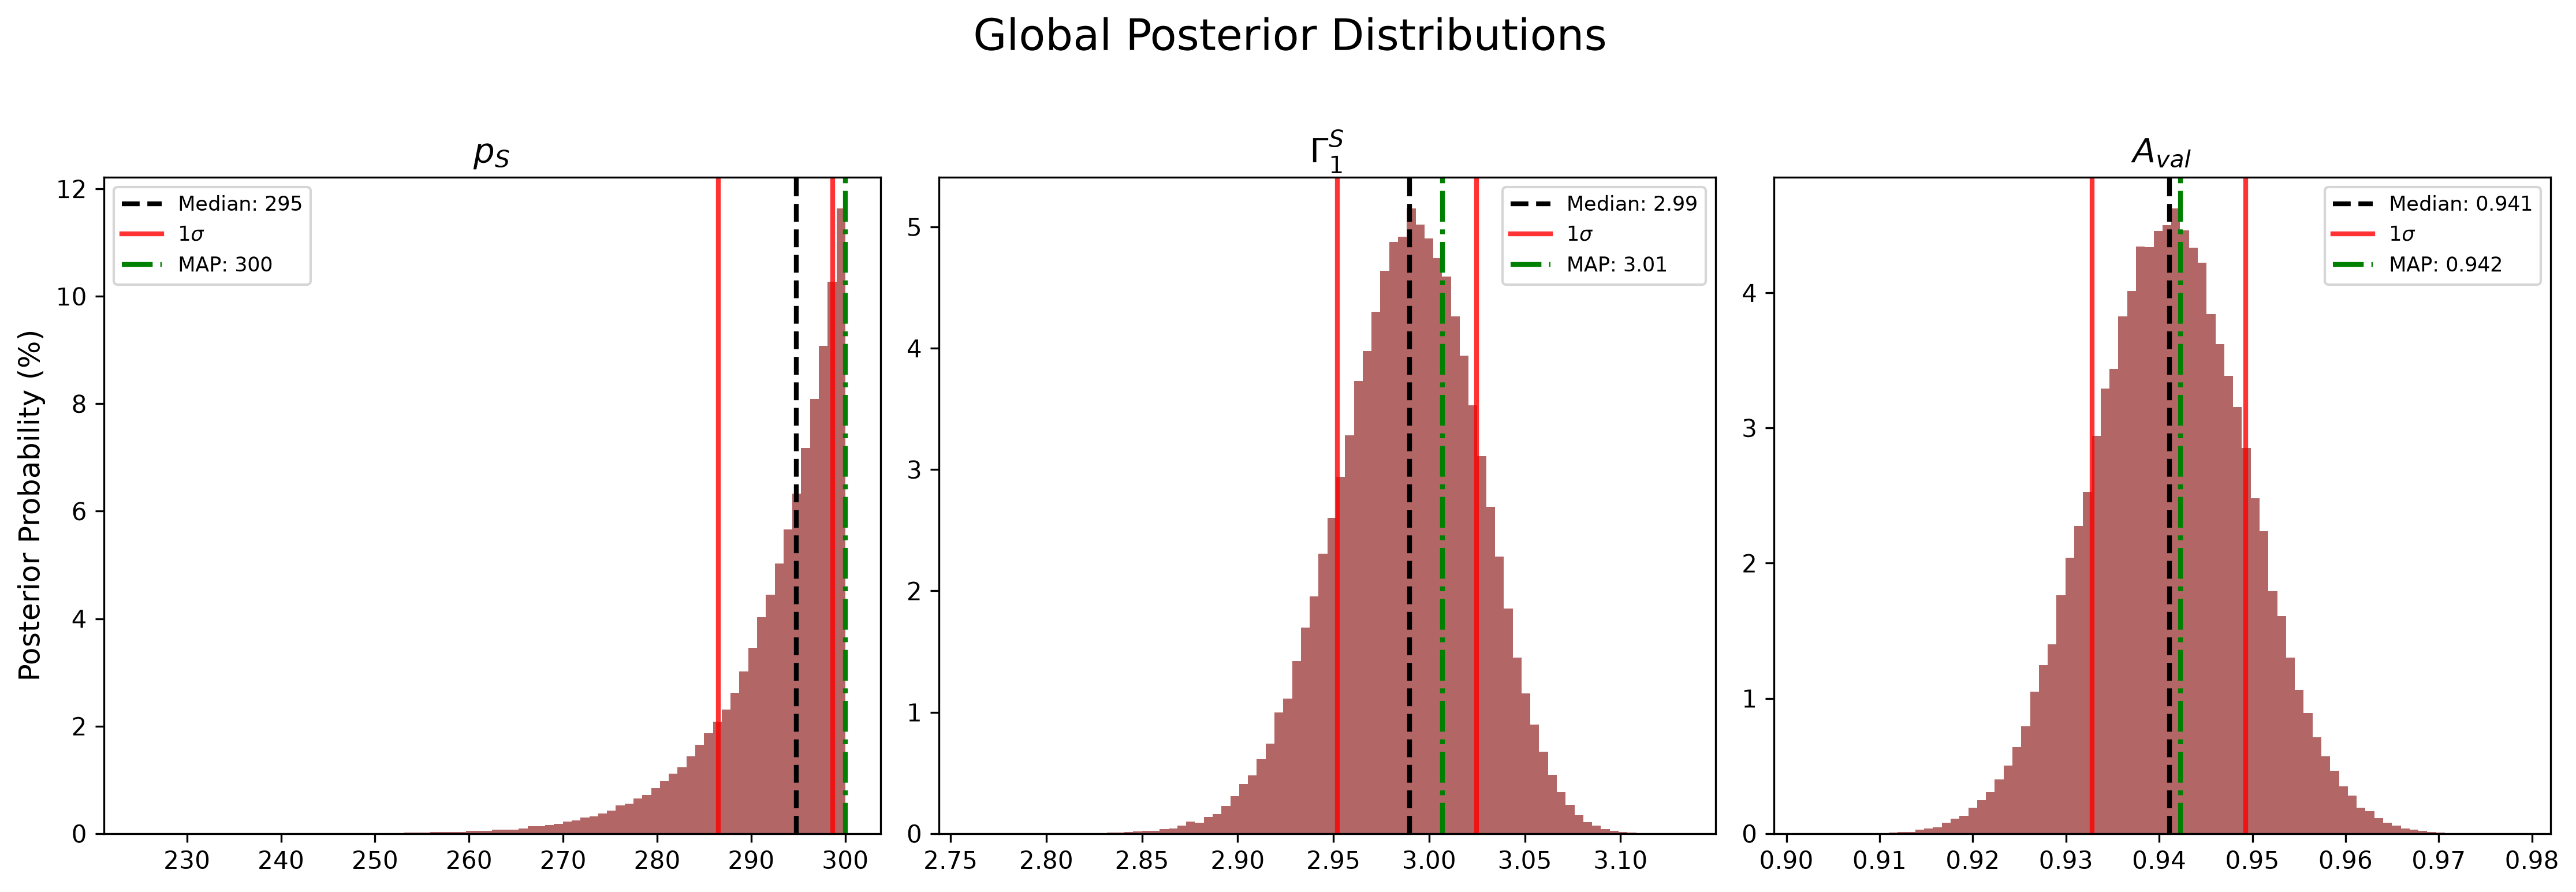 Global Posterior Distributions
p_S
Γ_1^S
A_val
Posterior Probability (%)
12
10
8
6
4
2
0
Median: 295
1σ
MAP: 300
230 240 250 260 270 280 290 300
5
4
3
2
1
0
Median: 2.99
1σ
MAP: 3.01
2.75 2.80 2.85 2.90 2.95 3.00 3.05 3.10
4
3
2
1
0
Median: 0.941
1σ
MAP: 0.942
0.90 0.91 0.92 0.93 0.94 0.95 0.96 0.97 0.98